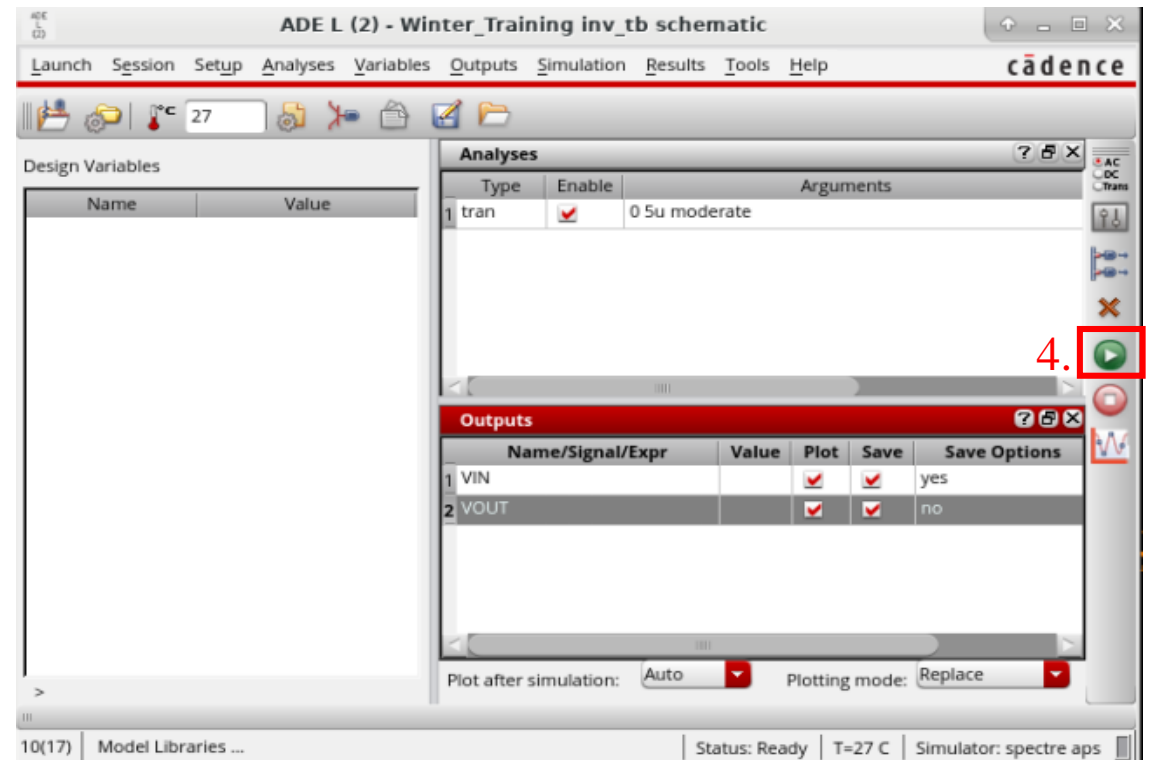 ADE L (2)
ADE L (2) - Winter_Training inv_tb schematic
Launch Session Setup Analyses Variables Outputs Simulation Results Tools Help cādence
°C 27
Design Variables
Name Value
>
Analyses
Type Enable Arguments
1 tran 0 5u moderate
AC
DC
Trans
4.
Outputs
Name/Signal/Expr Value Plot Save Save Options
1 VIN yes
2 VOUT no
Plot after simulation: Auto Plotting mode: Replace
10(17) Model Libraries ... Status: Ready T=27 C Simulator: spectre aps